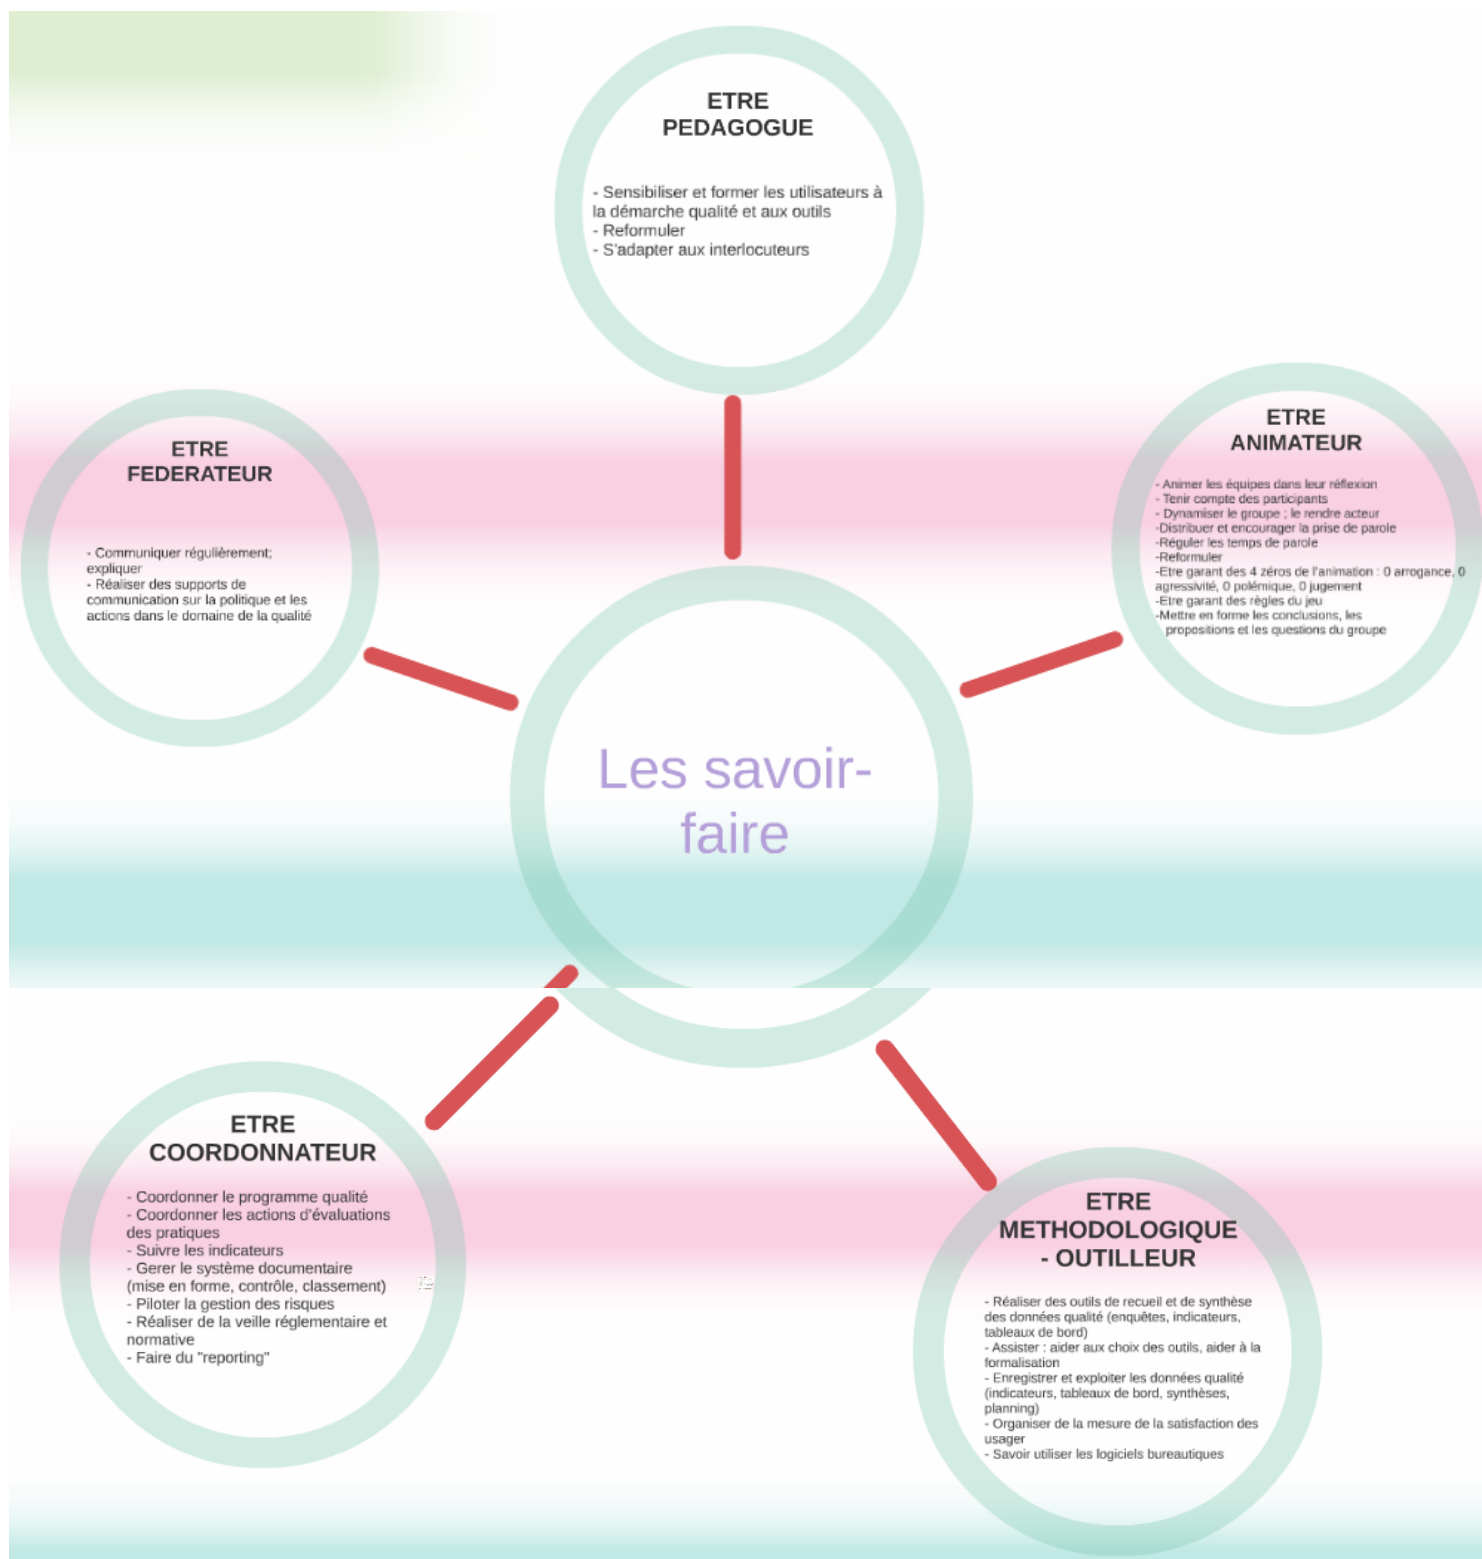 ETRE
PEDAGOGUE
- Sensibiliser et former les utilisateurs à
la démarche qualité et aux outils
- Reformuler
- S'adapter aux interlocuteurs
ETRE
FEDERATEUR
- Communiquer régulièrement;
expliquer
- Réaliser des supports de
communication sur la politique et les
actions dans le domaine de la qualité
ETRE
ANIMATEUR
- Animer les équipes dans leur réflexion
- Tenir compte des participants
- Dynamiser le groupe ; le rendre acteur
-Distribuer et encourager la prise de parole
-Réguler les temps de parole
-Reformuler
-Etre garant des 4 zéros de l'animation : 0 arrogance, 0
agressivité, 0 polémique, 0 jugement
-Etre garant des règles du jeu
-Mettre en forme les conclusions, les
propositions et les questions du groupe
Les savoir-
faire
ETRE
COORDONNATEUR
- Coordonner le programme qualité
- Coordonner les actions d'évaluations
des pratiques
- Suivre les indicateurs
- Gerer le système documentaire
(mise en forme, contrôle, classement)
- Piloter la gestion des risques
- Réaliser de la veille réglementaire et
normative
- Faire du "reporting"
ETRE
METHODOLOGIQUE
- OUTILLEUR
- Réaliser des outils de recueil et de synthèse
des données qualité (enquêtes, indicateurs,
tableaux de bord)
- Assister : aider aux choix des outils, aider à la
formalisation
- Enregistrer et exploiter les données qualité
(indicateurs, tableaux de bord, synthèses,
planning)
- Organiser de la mesure de la satisfaction des
usager
- Savoir utiliser les logiciels bureautiques